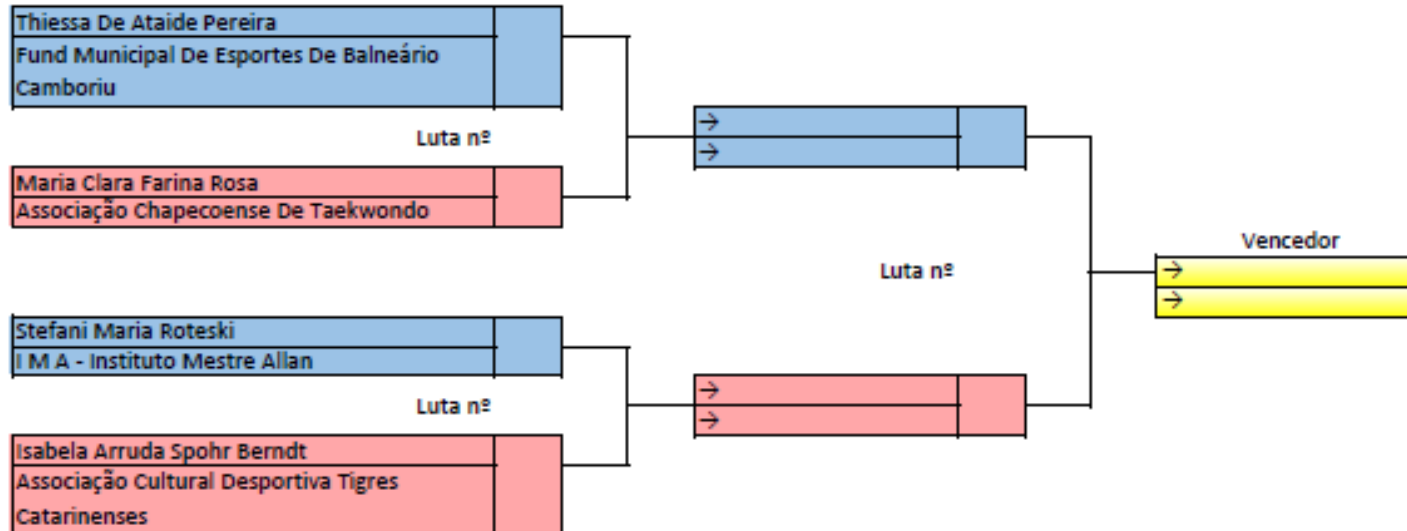 Thiessa De Ataide Pereira
Fund Municipal De Esportes De Balneário
Camboriu
Luta nº
Maria Clara Farina Rosa
Associação Chapecoense De Taekwondo
→
→
Stefani Maria Roteski
I M A - Instituto Mestre Allan
Luta nº
Isabela Arruda Spohr Berndt
Associação Cultural Desportiva Tigres
Catarinenses
→
→
Luta nº
Vencedor
→
→